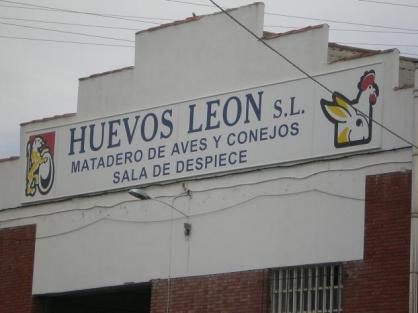 HUEVOS LEON S.L.
MATADERO DE AVES Y CONEJOS
SALA DE DESPIECE